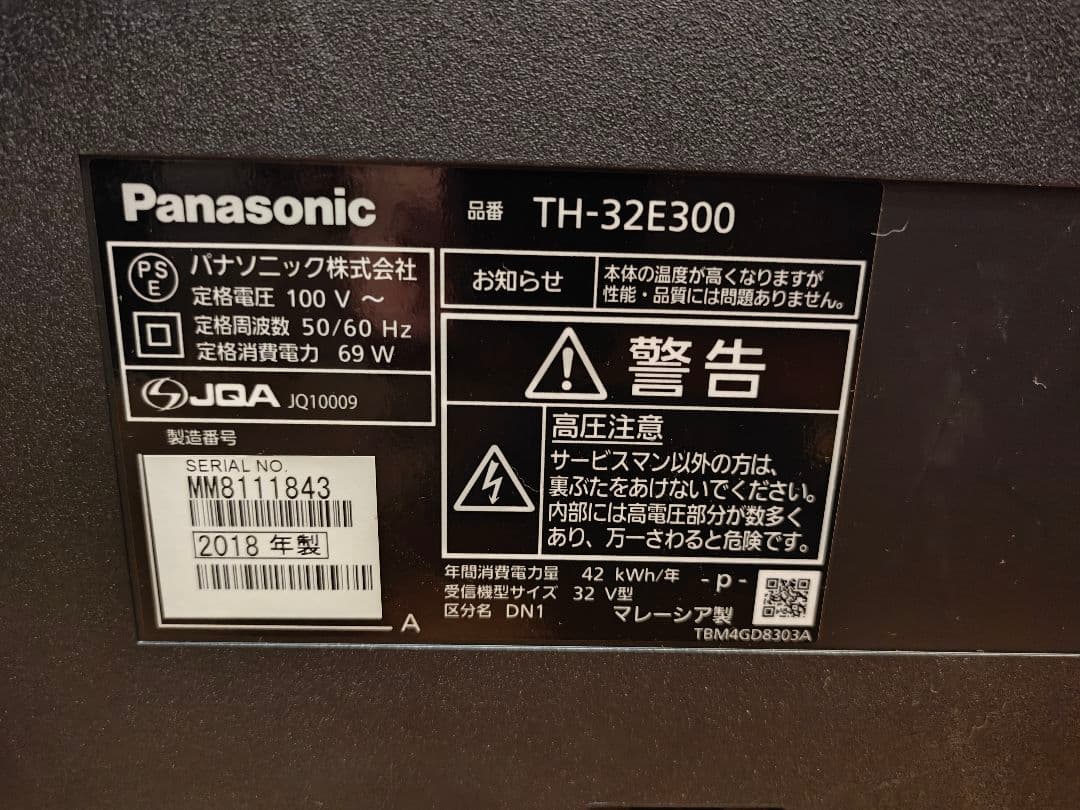 Panasonic
品番 TH-32E300
PSE
パナソニック株式会社
定格電圧 100 V ～
定格周波数 50/60 Hz
定格消費電力 69 W
JQA JQ10009
製造番号
SERIAL NO.
MM8111843
2018 年製
A
お知らせ
本体の温度が高くなりますが
性能・品質には問題ありません。
警告
高圧注意
サービスマン以外の方は、
裏ぶたをあけないでください。
内部には高電圧部分が数多く
あり、万一さわると危険です。
年間消費電力量 42 kWh/年 -p-
受信機型サイズ 32 V型
区分名 DN1 マレーシア製
TBM4GD8303A